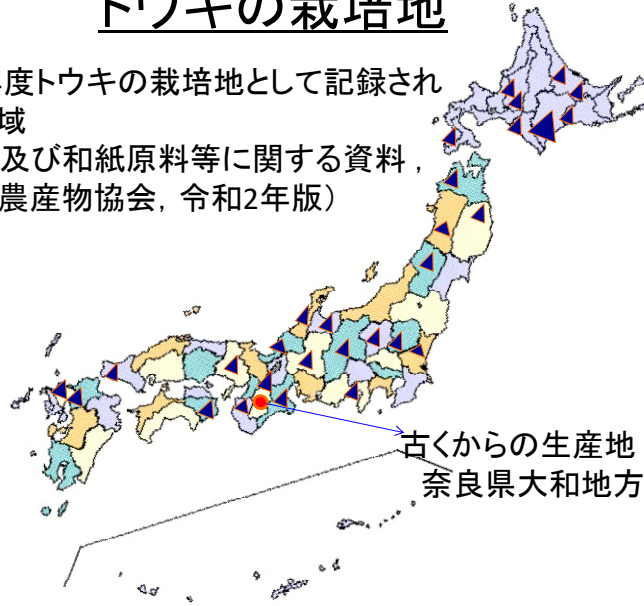 トウキの栽培地
年度トウキの栽培地として記録され
域
及び和紙原料等に関する資料，
農産物協会，令和2年版）
古くからの生産地
奈良県大和地方